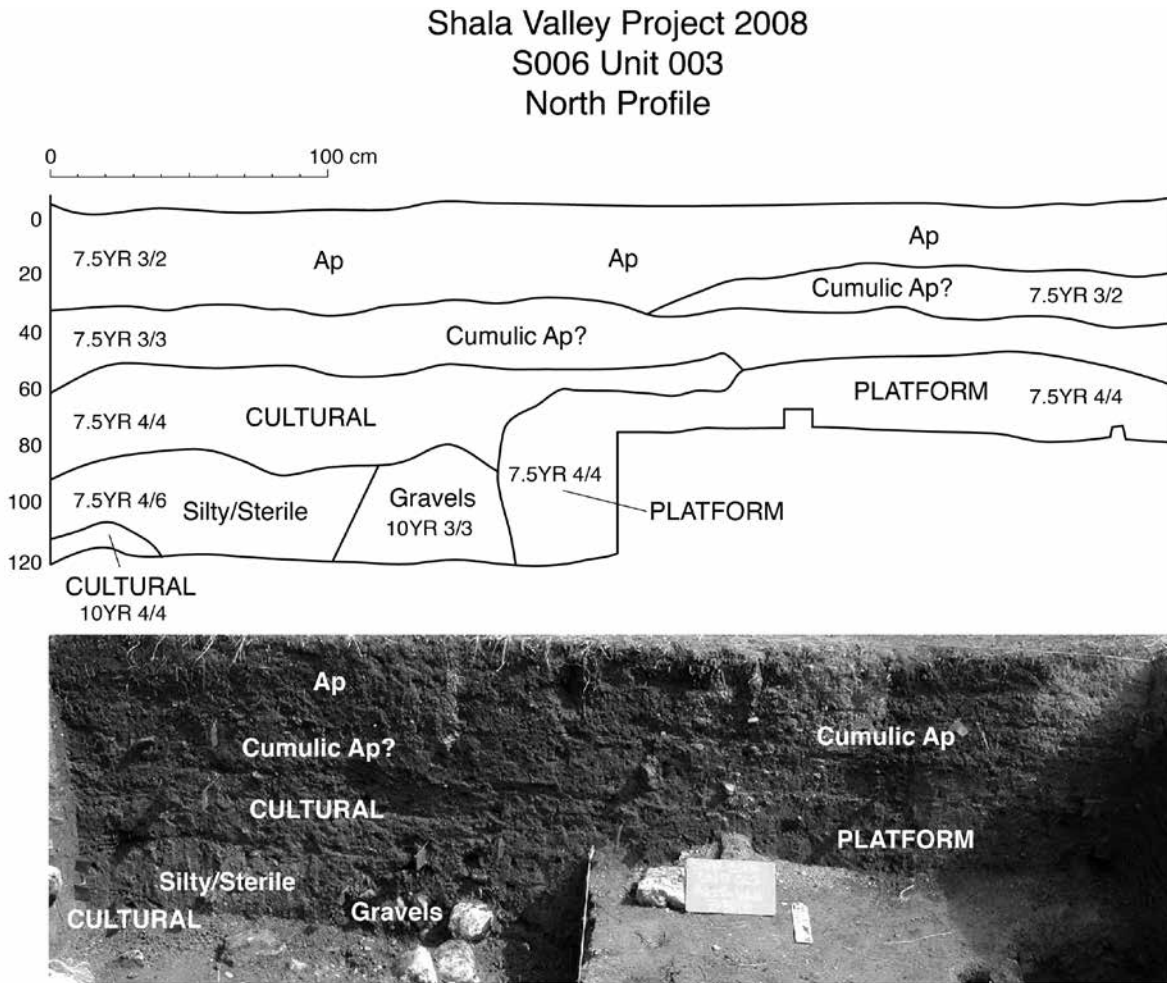 Shala Valley Project 2008
S006 Unit 003
North Profile
0 100 cm
0
20
40
60
80
100
120
7.5YR 3/2
Ap
Ap
Ap
Cumulic Ap?
7.5YR 3/2
7.5YR 3/3
Cumulic Ap?
7.5YR 4/4
CULTURAL
PLATFORM
7.5YR 4/4
7.5YR 4/6
Silty/Sterile
Gravels
10YR 3/3
7.5YR 4/4
PLATFORM
CULTURAL
10YR 4/4
Ap
Cumulic Ap?
Cumulic Ap
CULTURAL
PLATFORM
Silty/Sterile
CULTURAL
Gravels